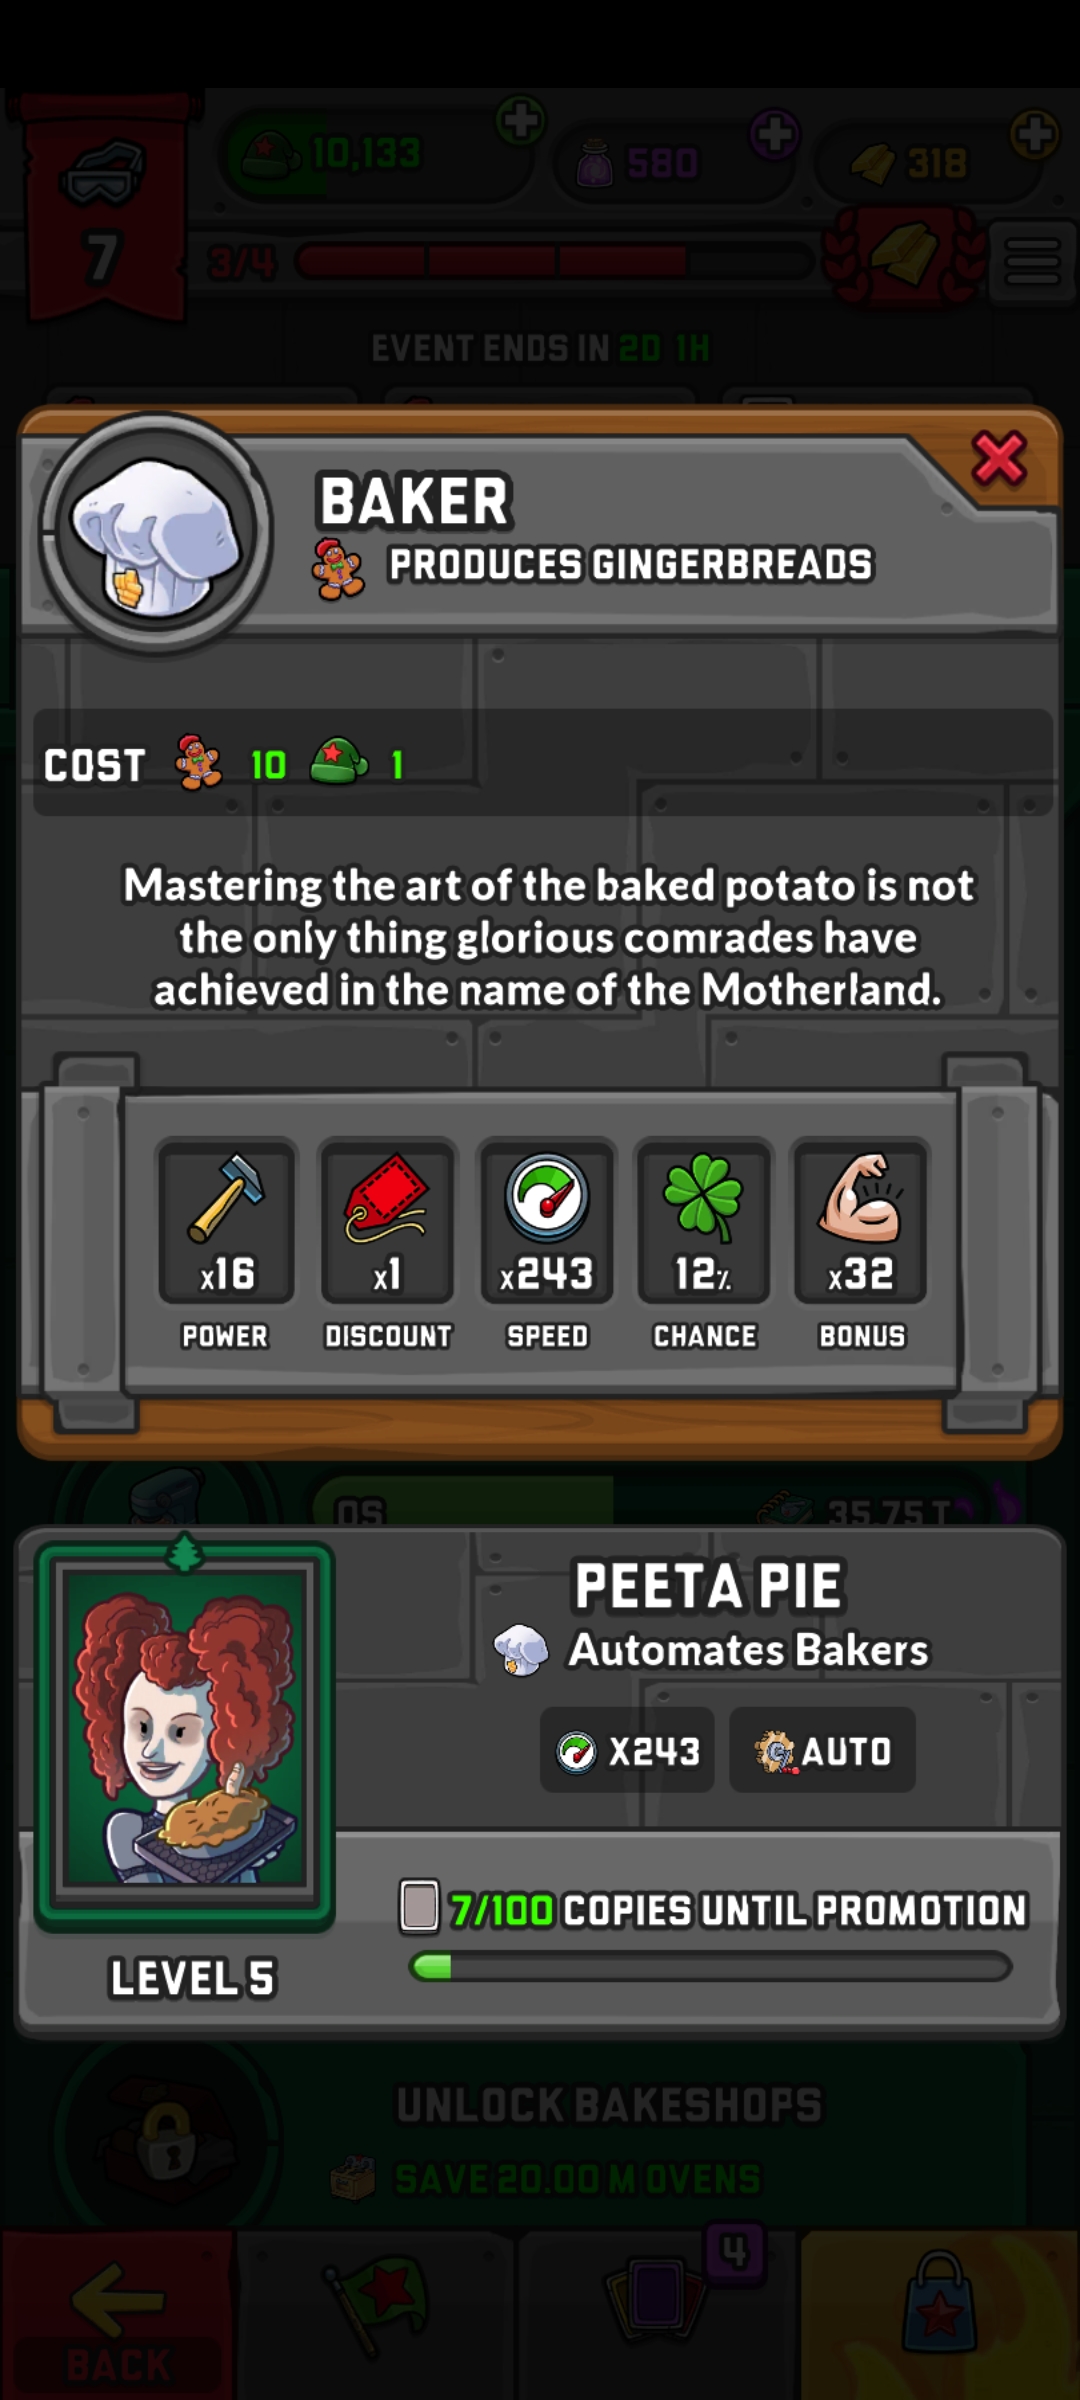 10,133
580
318
7
3/4
EVENT ENDS IN 2D 1H
BAKER
PRODUCES GINGERBREADS
COST 10 1
Mastering the art of the baked potato is not
the only thing glorious comrades have
achieved in the name of the Motherland.
x16
x1
x243
12%
x32
POWER
DISCOUNT
SPEED
CHANCE
BONUS
0S
35.75 T
PEETA PIE
Automates Bakers
X243
AUTO
7/100 COPIES UNTIL PROMOTION
LEVEL 5
UNLOCK BAKESHOPS
SAVE 20.00 M OVENS
4
BACK